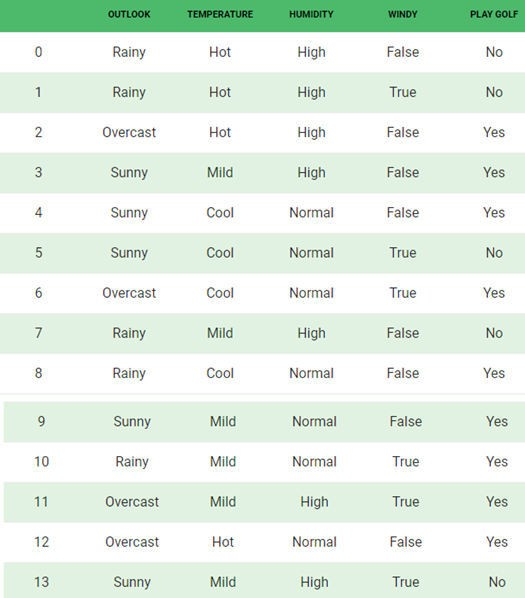 OUTLOOK TEMPERATURE HUMIDITY WINDY PLAY GOLF
0 Rainy Hot High False No
1 Rainy Hot High True No
2 Overcast Hot High False Yes
3 Sunny Mild High False Yes
4 Sunny Cool Normal False Yes
5 Sunny Cool Normal True No
6 Overcast Cool Normal True Yes
7 Rainy Mild High False No
8 Rainy Cool Normal False Yes
9 Sunny Mild Normal False Yes
10 Rainy Mild Normal True Yes
11 Overcast Mild High True Yes
12 Overcast Hot Normal False Yes
13 Sunny Mild High True No